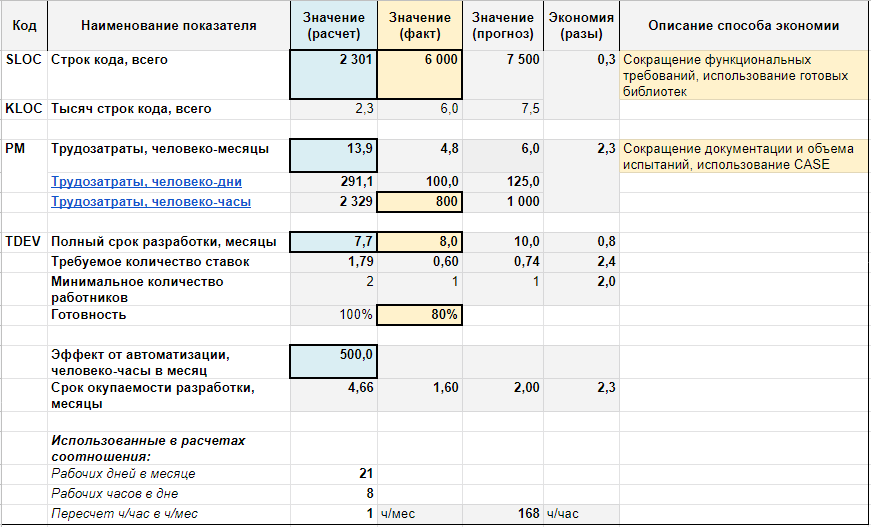 Код Наименование показателя Значение (расчет) Значение (факт) Значение (прогноз) Экономия (разы) Описание способа экономии
SLOC Строк кода, всего 2 301 6 000 7 500 0,3 Сокращение функциональных
требований, использование готовых
библиотек
KLOC Тысяч строк кода, всего 2,3 6,0 7,5
PM Трудозатраты, человеко-месяцы 13,9 4,8 6,0 2,3 Сокращение документации и объема
испытаний, использование CASE
Трудозатраты, человеко-дни 291,1 100,0 125,0
Трудозатраты, человеко-часы 2 329 800 1 000
TDEV Полный срок разработки, месяцы 7,7 8,0 10,0 0,8
Требуемое количество ставок 1,79 0,60 0,74 2,4
Минимальное количество 2 1 1 2,0
работников
Готовность 100% 80%
Эффект от автоматизации, 500,0
человеко-часы в месяц
Срок окупаемости разработки, 4,66 1,60 2,00 2,3
месяцы
Использованные в расчетах
соотношения:
Рабочих дней в месяце 21
Рабочих часов в дне 8
Пересчет ч/час в ч/мес 1 ч/мес 168 ч/час